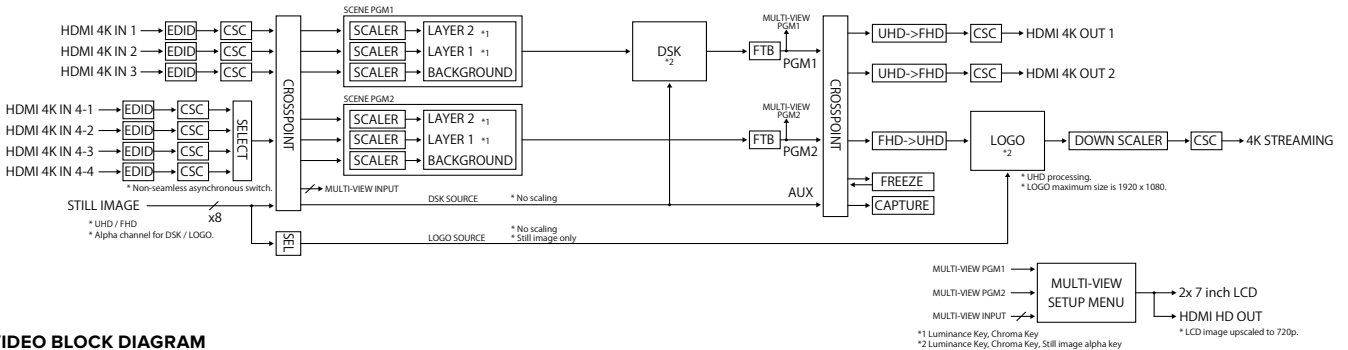 SCENE PGM1
HDMI 4K IN 1 EDID CSC
HDMI 4K IN 2 EDID CSC
HDMI 4K IN 3 EDID CSC
HDMI 4K IN 4-1 EDID CSC
HDMI 4K IN 4-2 EDID CSC
HDMI 4K IN 4-3 EDID CSC
HDMI 4K IN 4-4 EDID CSC
SELECT
* Non-seamless asynchronous switch.
STILL IMAGE
x8
* UHD / FHD
* Alpha channel for DSK / LOGO.
CROSSPOINT
SEL
SCALER LAYER 2 *1
SCALER LAYER 1 *1
SCALER BACKGROUND
SCENE PGM2
SCALER LAYER 2 *1
SCALER LAYER 1 *1
SCALER BACKGROUND
MULTI-VIEW INPUT
DSK SOURCE * No scaling
LOGO SOURCE
* No scaling
* Still image only
DSK
*2
FTB
MULTI-VIEW
PGM1
PGM1
FTB
MULTI-VIEW
PGM2
PGM2
AUX
CROSSPOINT
UHD->FHD CSC HDMI 4K OUT 1
UHD->FHD CSC HDMI 4K OUT 2
FHD->UHD
LOGO
*2
DOWN SCALER CSC 4K STREAMING
* UHD processing.
* LOGO maximum size is 1920 x 1080.
FREEZE
CAPTURE
MULTI-VIEW PGM1
MULTI-VIEW PGM2
MULTI-VIEW INPUT
MULTI-VIEW
SETUP MENU
2x 7 inch LCD
HDMI HD OUT
* LCD image upscaled to 720p.
*1 Luminance Key, Chroma Key
*2 Luminance Key, Chroma Key, Still image alpha key
VIDEO BLOCK DIAGRAM